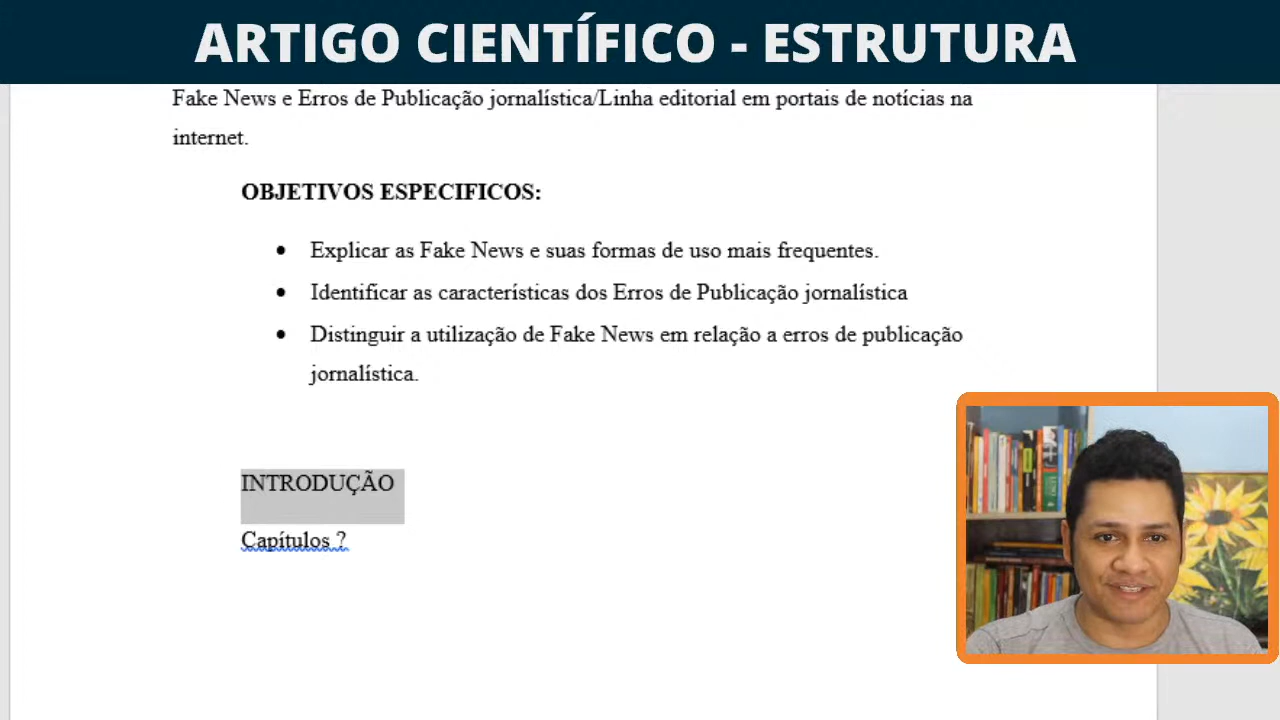 ARTIGO CIENTÍFICO - ESTRUTURA
Fake News e Erros de Publicação jornalística/Linha editorial em portais de notícias na
internet.
OBJETIVOS ESPECIFICOS:
• Explicar as Fake News e suas formas de uso mais frequentes.
• Identificar as características dos Erros de Publicação jornalística
• Distinguir a utilização de Fake News em relação a erros de publicação
jornalística.
INTRODUÇÃO
Capítulos ?